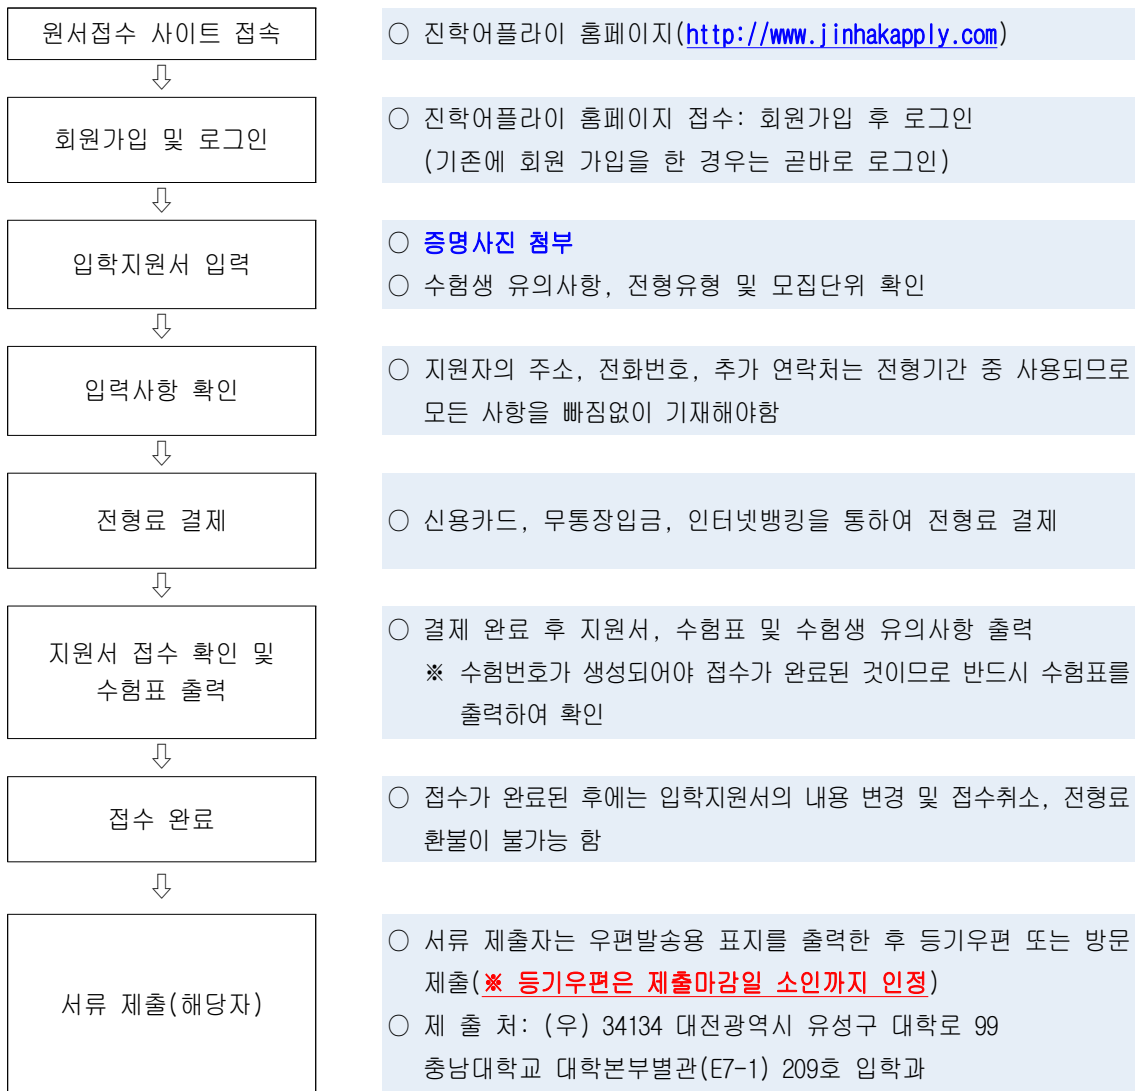 원서접수 사이트 접속
○ 진학어플라이 홈페이지(http://www.jinhakapply.com)
⇩
회원가입 및 로그인
○ 진학어플라이 홈페이지 접수: 회원가입 후 로그인
(기존에 회원 가입을 한 경우는 곧바로 로그인)
⇩
입학지원서 입력
○ 증명사진 첨부
○ 수험생 유의사항, 전형유형 및 모집단위 확인
⇩
입력사항 확인
○ 지원자의 주소, 전화번호, 추가 연락처는 전형기간 중 사용되므로
모든 사항을 빠짐없이 기재해야함
⇩
전형료 결제
○ 신용카드, 무통장입금, 인터넷뱅킹을 통하여 전형료 결제
⇩
지원서 접수 확인 및
수험표 출력
○ 결제 완료 후 지원서, 수험표 및 수험생 유의사항 출력
※ 수험번호가 생성되어야 접수가 완료된 것이므로 반드시 수험표를
출력하여 확인
⇩
접수 완료
○ 접수가 완료된 후에는 입학지원서의 내용 변경 및 접수취소, 전형료
환불이 불가능 함
⇩
서류 제출(해당자)
○ 서류 제출자는 우편발송용 표지를 출력한 후 등기우편 또는 방문
제출(※ 등기우편은 제출마감일 소인까지 인정)
○ 제 출 처: (우) 34134 대전광역시 유성구 대학로 99
충남대학교 대학본부별관(E7-1) 209호 입학과